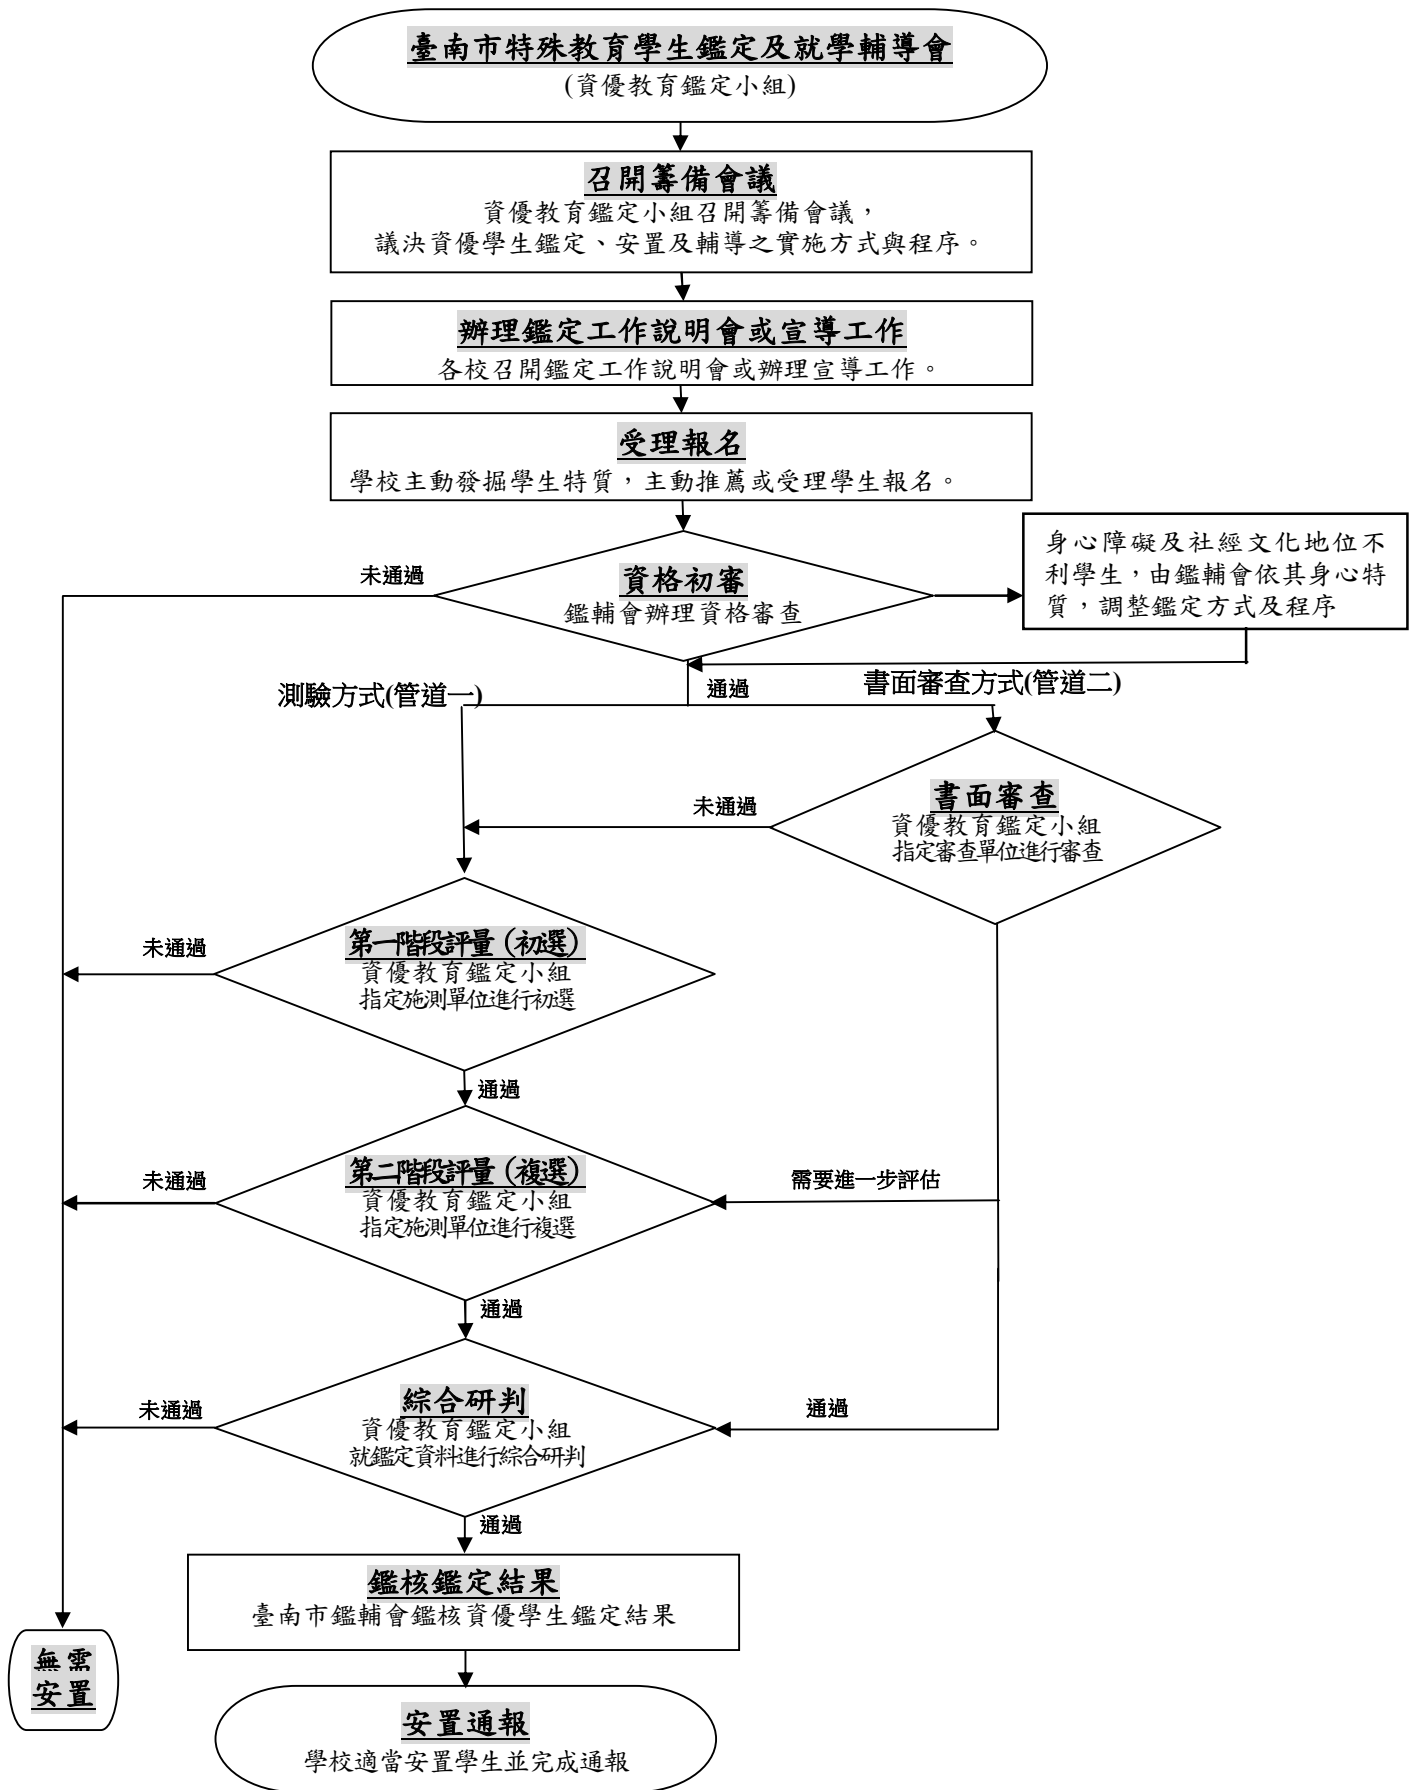 臺南市特殊教育學生鑑定及就學輔導會
(資優教育鑑定小組)
召開籌備會議
資優教育鑑定小組召開籌備會議，
議決資優學生鑑定、安置及輔導之實施方式與程序。
辦理鑑定工作說明會或宣導工作
各校召開鑑定工作說明會或辦理宣導工作。
受理報名
學校主動發掘學生特質，主動推薦或受理學生報名。
未通過
資格初審
鑑輔會辦理資格審查
身心障礙及社經文化地位不
利學生，由鑑輔會依其身心特
質，調整鑑定方式及程序
測驗方式(管道一)
通過
書面審查方式(管道二)
未通過
書面審查
資優教育鑑定小組
指定審查單位進行審查
未通過
第一階段評量（初選）
資優教育鑑定小組
指定施測單位進行初選
通過
未通過
第二階段評量（複選）
資優教育鑑定小組
指定施測單位進行複選
需要進一步評估
通過
未通過
綜合研判
資優教育鑑定小組
就鑑定資料進行綜合研判
通過
通過
鑑核鑑定結果
臺南市鑑輔會鑑核資優學生鑑定結果
無需
安置
安置通報
學校適當安置學生並完成通報